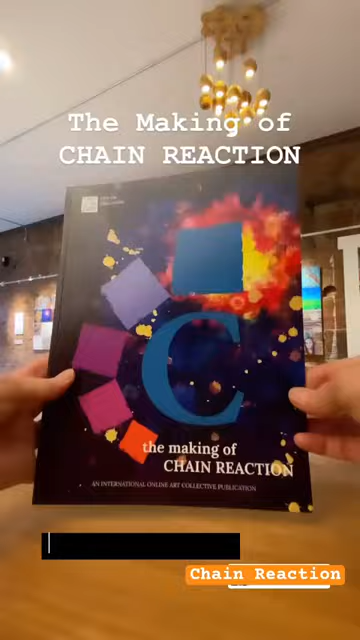 The Making of
CHAIN REACTION
C
the making of
CHAIN REACTION
AN INTERNATIONAL ONLINE ART COLLECTIVE PUBLICATION
Chain Reaction